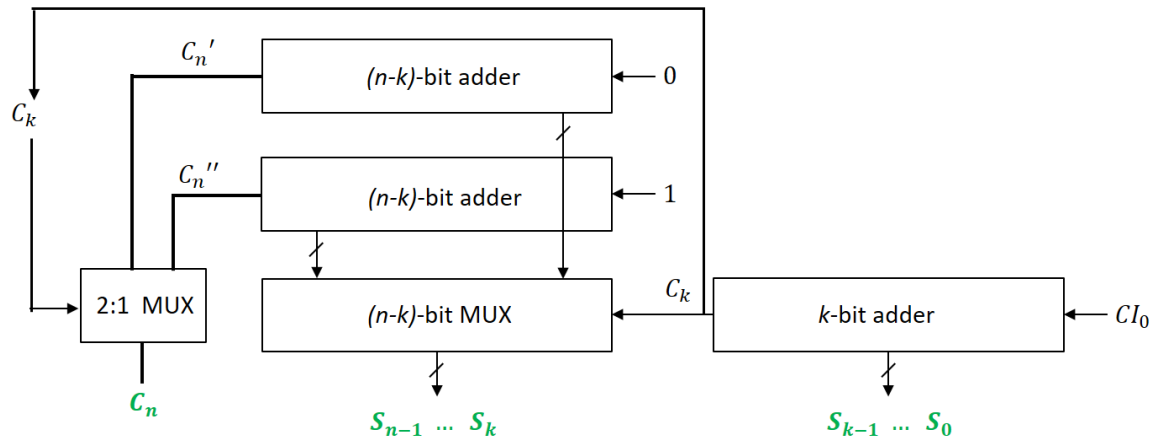 Cₙ′
(n-k)-bit adder
0
Cₖ
Cₙ′′
(n-k)-bit adder
1
2:1 MUX
(n-k)-bit MUX
Cₖ
k-bit adder
CI₀
Cₙ
Sₙ₋₁ … Sₖ
Sₖ₋₁ … S₀